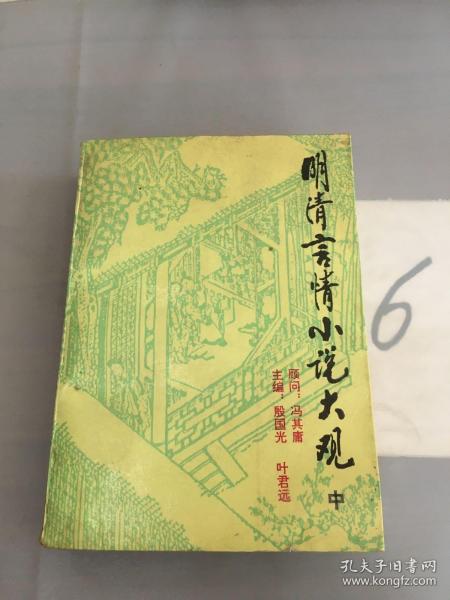 明清言情小说大观
中
顾问：冯其庸
主编：殷国光 叶君远
6
孔夫子旧书网
www.kongfz.com